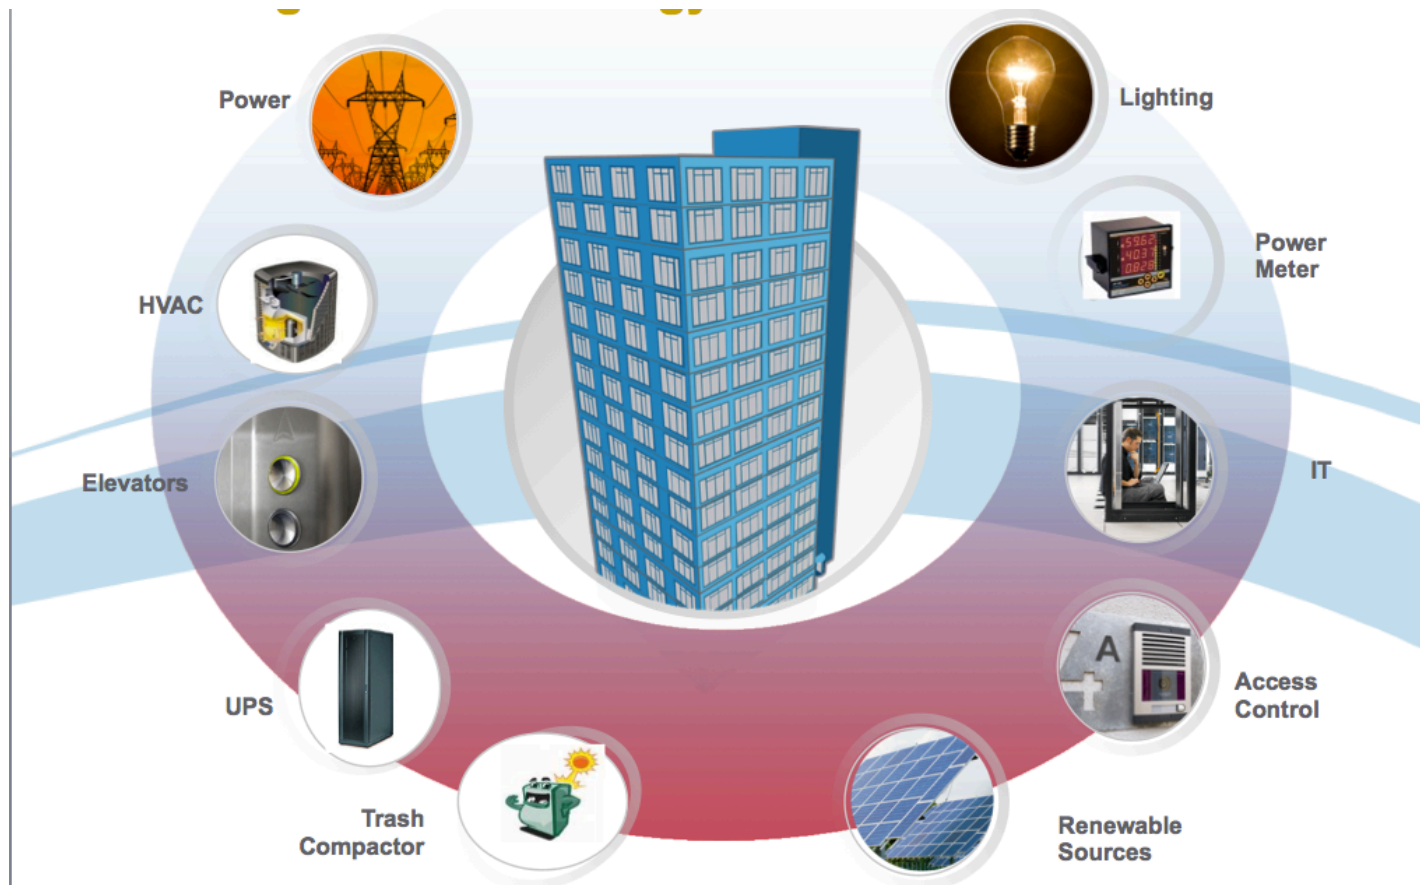 Power
Lighting
Power
Meter
HVAC
Elevators
IT
A
UPS
Access
Control
Trash
Compactor
Renewable
Sources